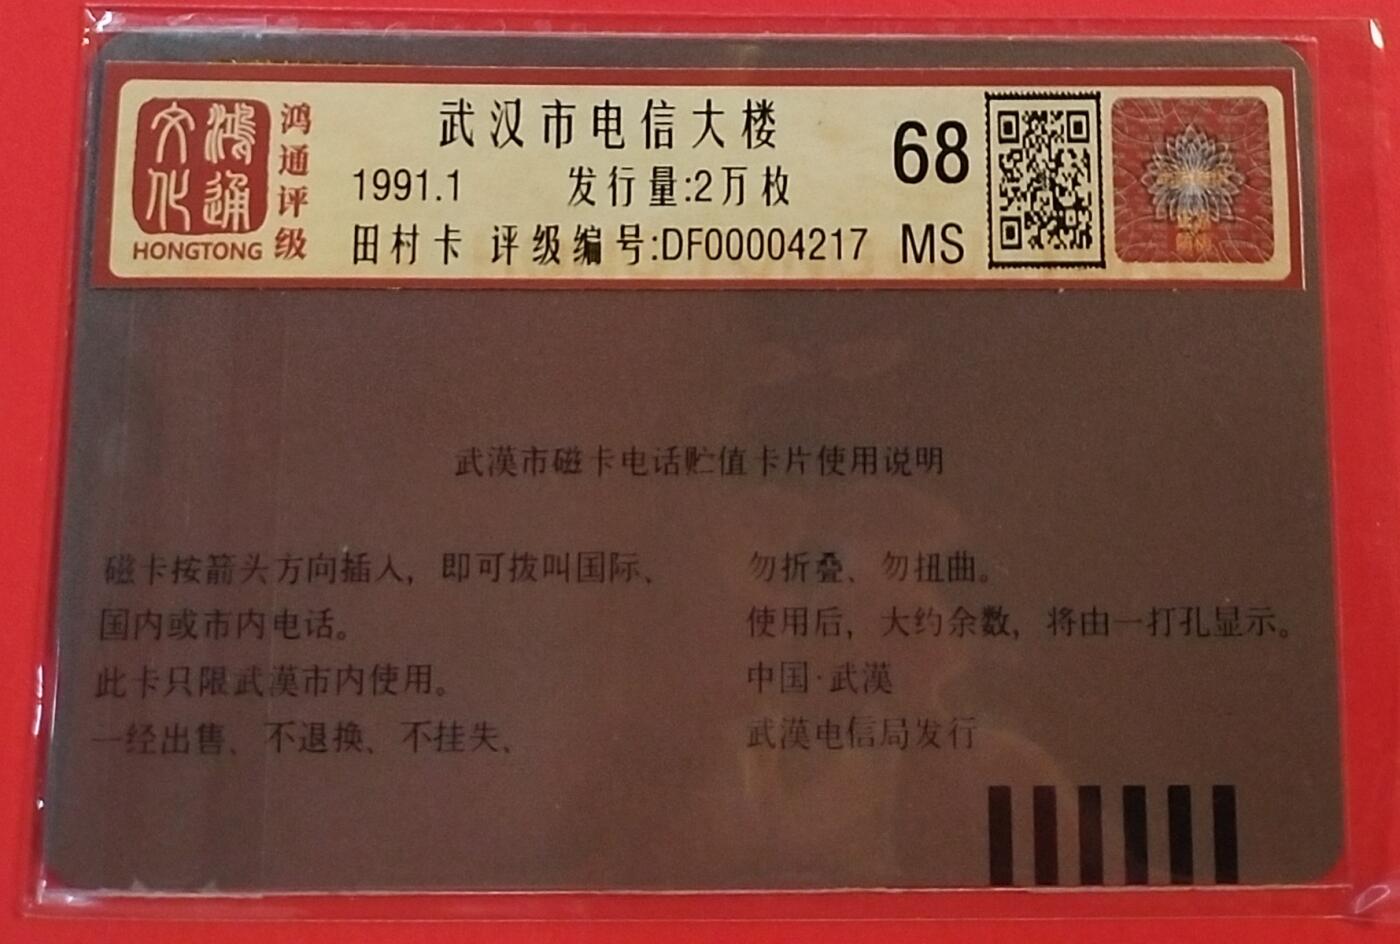 鸿通文化
HONGTONG
鸿通评级
武汉市电信大楼
1991.1 发行量:2万枚
田村卡 评级编号:DF00004217
68
MS
武漢市磁卡电话贮值卡片使用说明
磁卡按箭头方向插入，即可拨叫国际、
国内或市内电话。
此卡只限武漢市内使用。
一经出售、不退换、不挂失、
勿折叠、勿扭曲。
使用后，大约余数，将由一打孔显示。
中国·武漢
武漢电信局发行